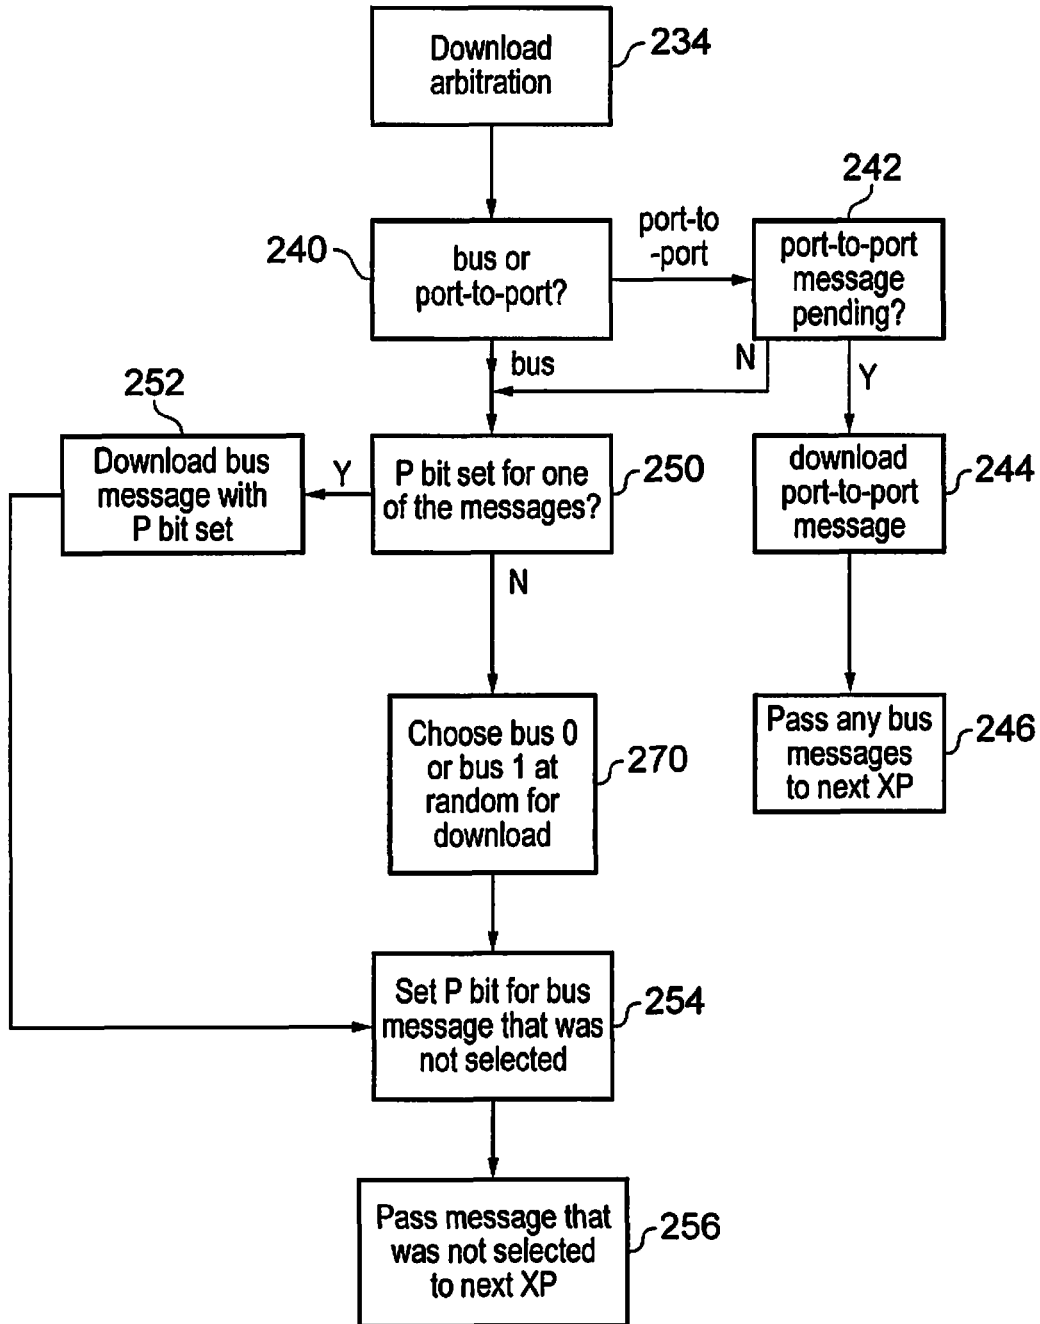 Download
arbitration
234
242
240
bus or
port-to-port?
port-to
-port
port-to-port
message
pending?
bus
N
Y
252
Download bus
message with
P bit set
Y
P bit set for one
of the messages?
250
download
port-to-port
message
244
N
Choose bus 0
or bus 1 at
random for
download
270
Pass any bus
messages
to next XP
246
Set P bit for bus
message that was
not selected
254
Pass message that
was not selected
to next XP
256